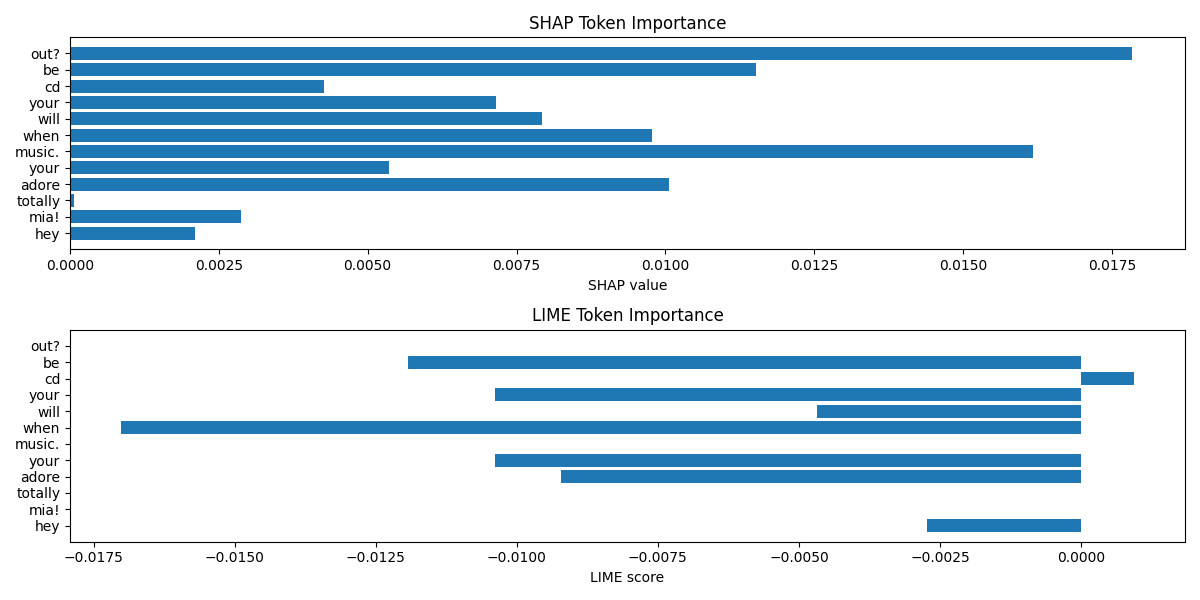 SHAP Token Importance
out?
be
cd
your
will
when
music.
your
adore
totally
mia!
hey
0.0000 0.0025 0.0050 0.0075 0.0100 0.0125 0.0150 0.0175
SHAP value
LIME Token Importance
out?
be
cd
your
will
when
music.
your
adore
totally
mia!
hey
−0.0175 −0.0150 −0.0125 −0.0100 −0.0075 −0.0050 −0.0025 0.0000
LIME score